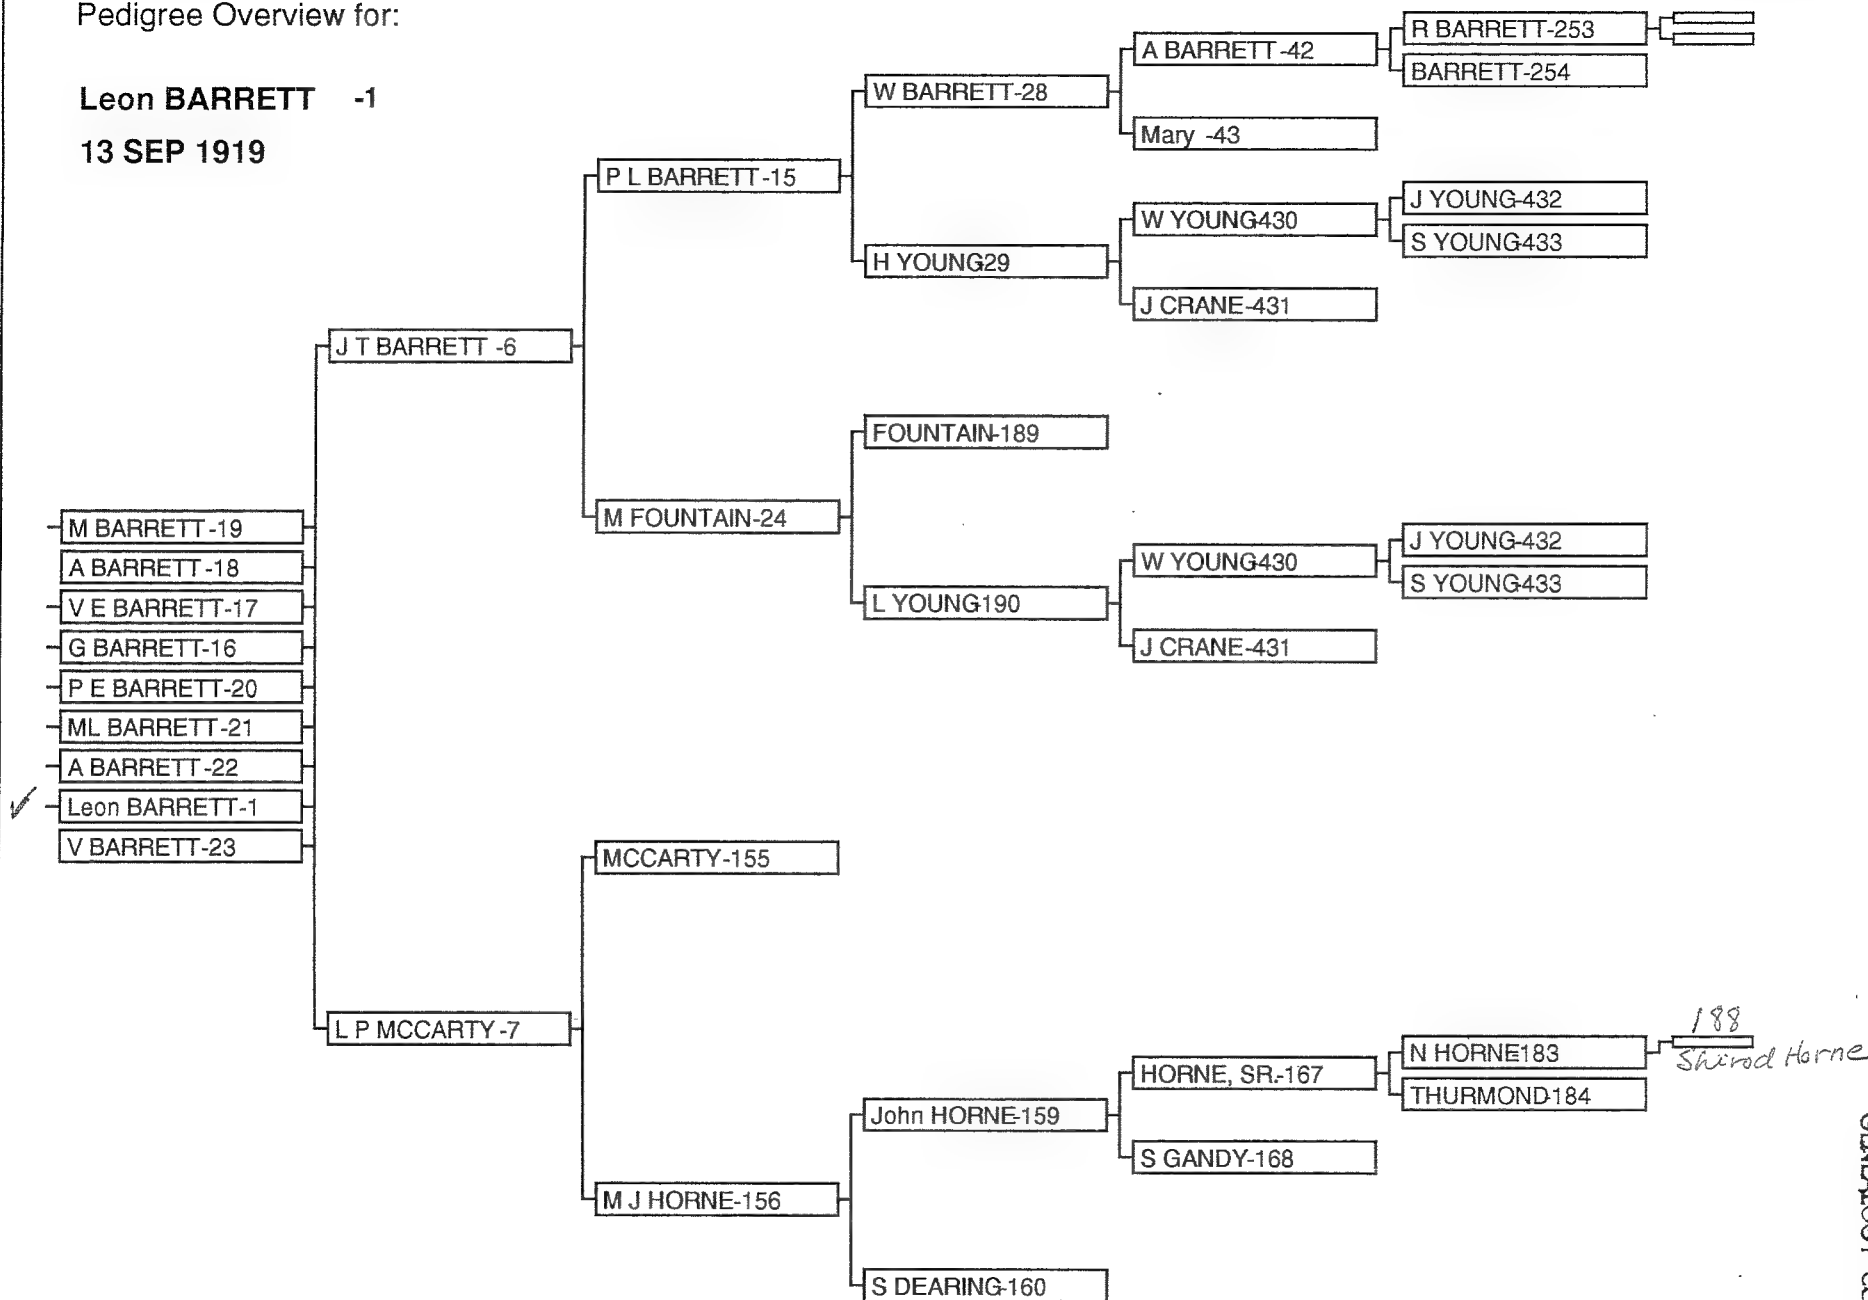 Pedigree Overview for:
Leon BARRETT -1
13 SEP 1919
R BARRETT-253
A BARRETT-42
BARRETT-254
W BARRETT-28
Mary -43
P L BARRETT-15
J YOUNG-432
W YOUNG430
S YOUNG433
H YOUNG29
J CRANE-431
J T BARRETT -6
FOUNTAIN-189
M FOUNTAIN-24
J YOUNG-432
W YOUNG430
S YOUNG433
L YOUNG190
J CRANE-431
M BARRETT-19
A BARRETT-18
V E BARRETT-17
G BARRETT-16
P E BARRETT-20
ML BARRETT-21
A BARRETT-22
Leon BARRETT-1
V BARRETT-23
MCCARTY-155
L P MCCARTY-7
188
Shirod Horne
N HORNE183
HORNE, SR.-167
THURMOND184
John HORNE-159
S GANDY-168
M J HORNE-156
S DEARING-160